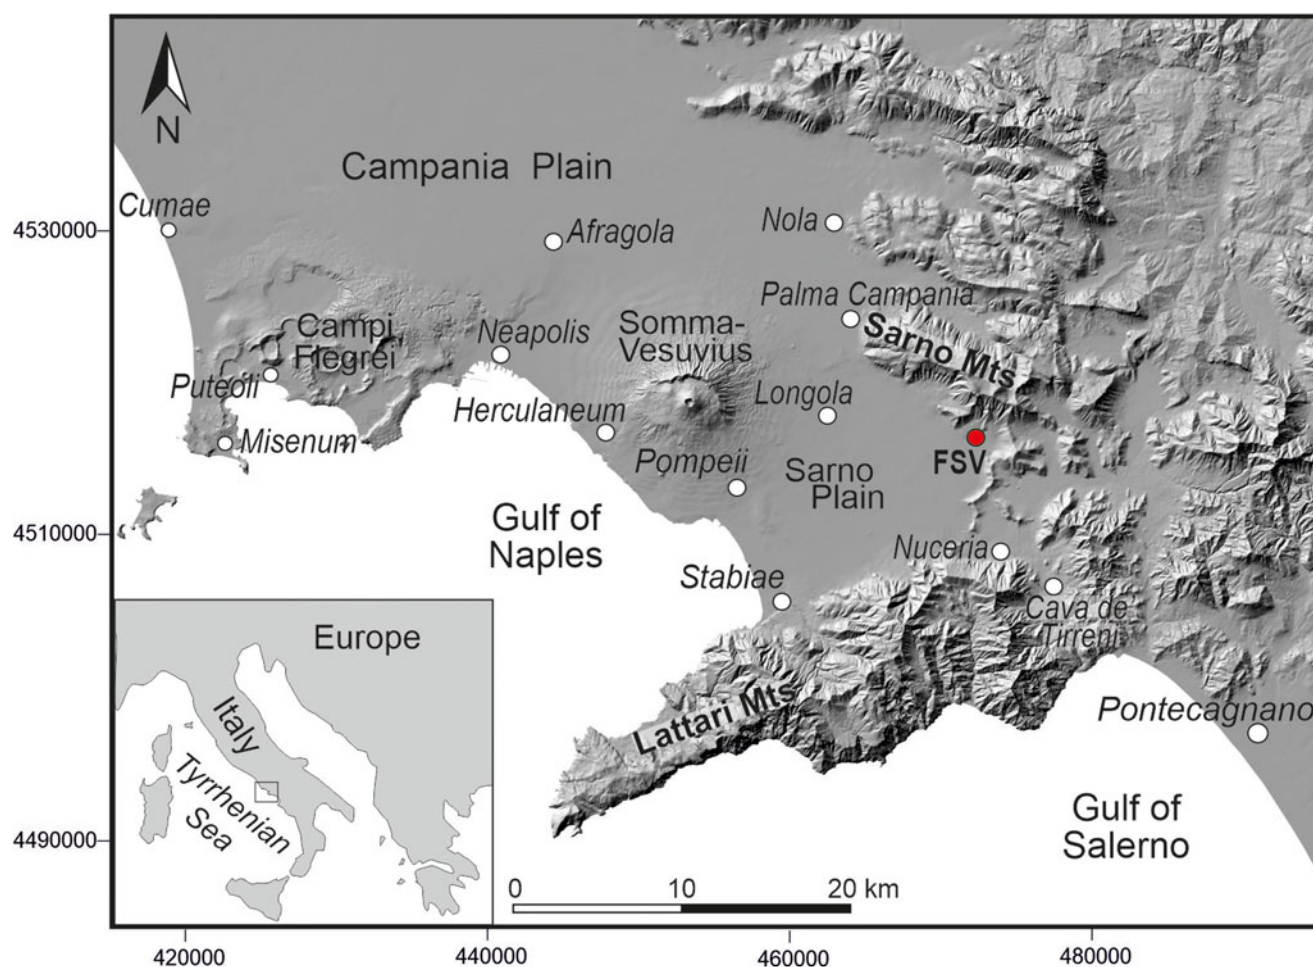 N
Campania Plain
Cumae
4530000
Afragola
Nola
Palma Campania
Campi
Flegrei
Neapolis
Somma-
Vesuvius
Sarno Mts
Puteoli
Herculaneum
Longola
Misenum
Pompeii
Sarno
Plain
FSV
4510000
Gulf of
Naples
Nuceria
Stabiae
Cava de'
Tirreni
Europe
Italy
Tyrrhenian
Sea
Lattari Mts
Pontecagnano
Gulf of
Salerno
4490000
0 10 20 km
420000 440000 460000 480000